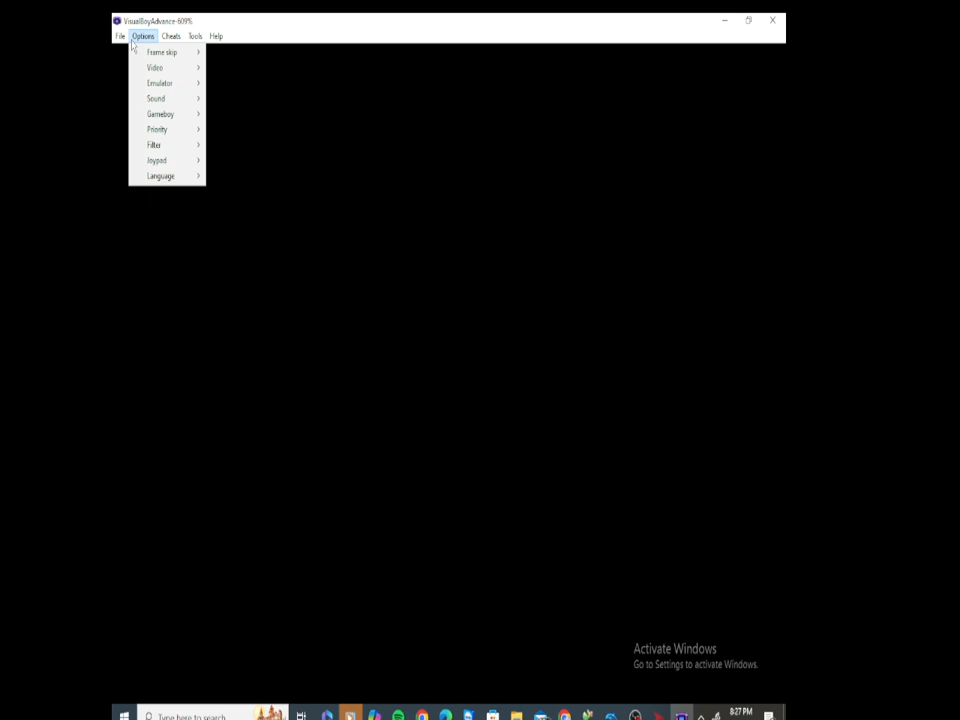 VisualBoyAdvance-609%
File Options Cheats Tools Help
Frame skip
Video
Emulator
Sound
Gameboy
Priority
Filter
Joypad
Language
Activate Windows
Go to Settings to activate Windows.
Type here to search
8:27 PM